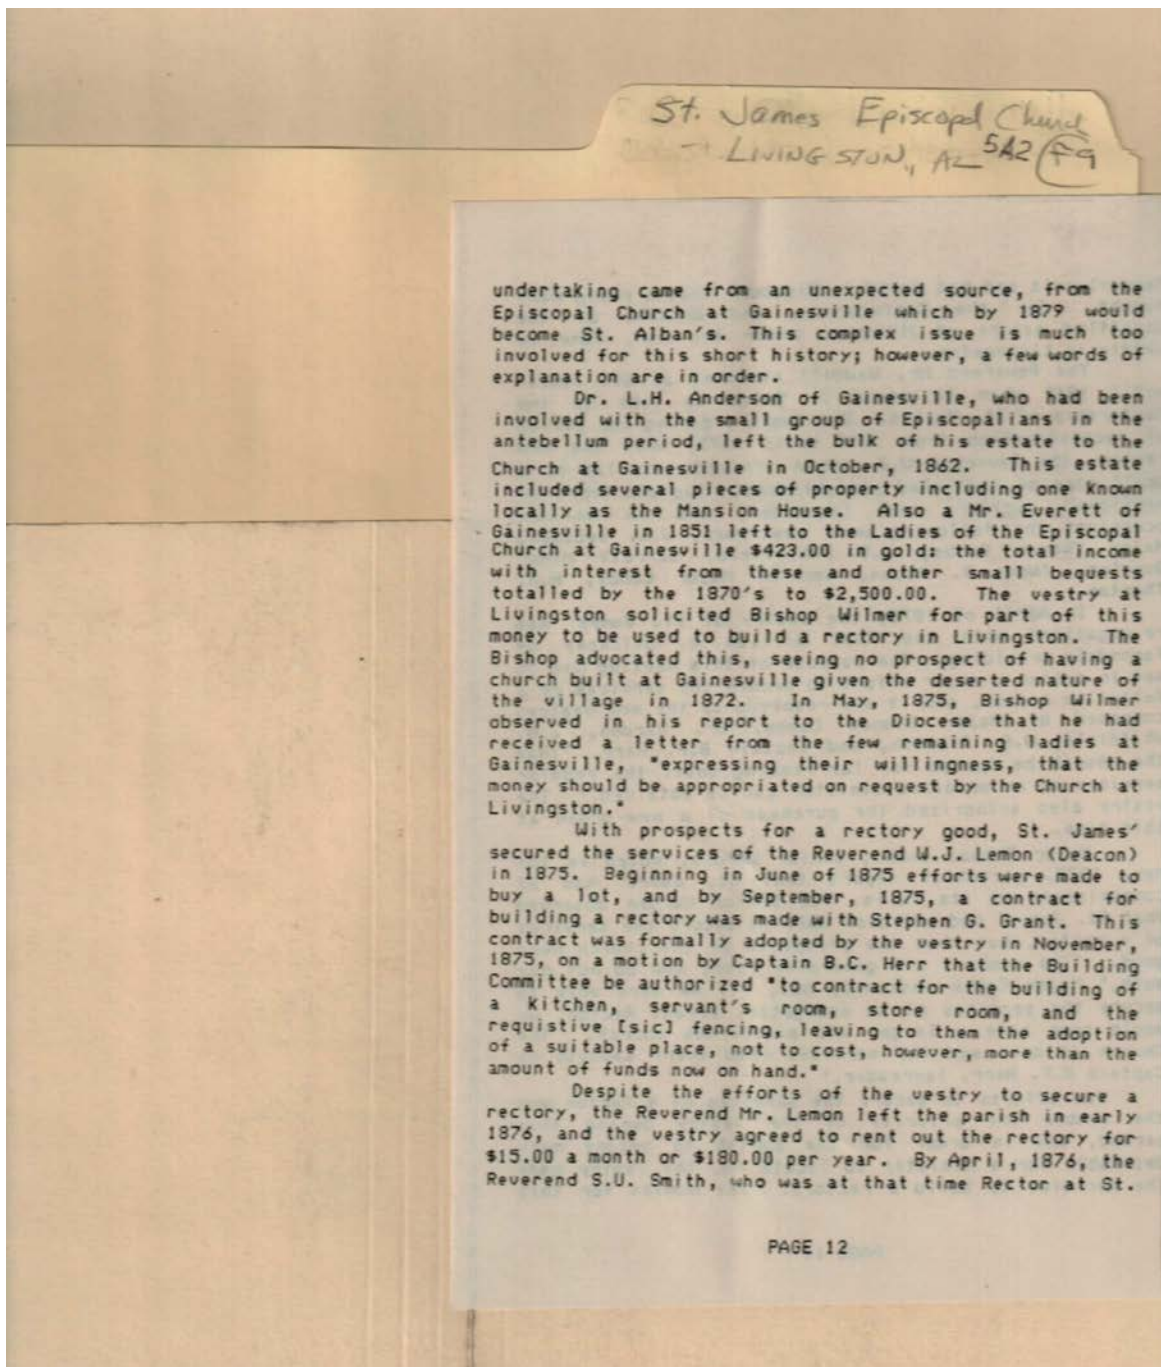 St. James Episcopal Church
LIVINGSTON, AL 5A2 F9
undertaking came from an unexpected source, from the
Episcopal Church at Gainesville which by 1879 would
become St. Alban's. This complex issue is much too
involved for this short history; however, a few words of
explanation are in order.
Dr. L.H. Anderson of Gainesville, who had been
involved with the small group of Episcopalians in the
antebellum period, left the bulk of his estate to the
Church at Gainesville in October, 1862. This estate
included several pieces of property including one known
locally as the Mansion House. Also a Mr. Everett of
Gainesville in 1851 left to the Ladies of the Episcopal
Church at Gainesville $423.00 in gold: the total income
with interest from these and other small bequests
totalled by the 1870's to $2,500.00. The vestry at
Livingston solicited Bishop Wilmer for part of this
money to be used to build a rectory in Livingston. The
Bishop advocated this, seeing no prospect of having a
church built at Gainesville given the deserted nature of
the village in 1872. In May, 1875, Bishop Wilmer
observed in his report to the Diocese that he had
received a letter from the few remaining ladies at
Gainesville, "expressing their willingness, that the
money should be appropriated on request by the Church at
Livingston."
With prospects for a rectory good, St. James'
secured the services of the Reverend W.J. Lemon (Deacon)
in 1875. Beginning in June of 1875 efforts were made to
buy a lot, and by September, 1875, a contract for
building a rectory was made with Stephen G. Grant. This
contract was formally adopted by the vestry in November,
1875, on a motion by Captain B.C. Herr that the Building
Committee be authorized "to contract for the building of
a kitchen, servant's room, store room, and the
requistive [sic] fencing, leaving to them the adoption
of a suitable place, not to cost, however, more than the
amount of funds now on hand."
Despite the efforts of the vestry to secure a
rectory, the Reverend Mr. Lemon left the parish in early
1876, and the vestry agreed to rent out the rectory for
$15.00 a month or $180.00 per year. By April, 1876, the
Reverend S.U. Smith, who was at that time Rector at St.
PAGE 12